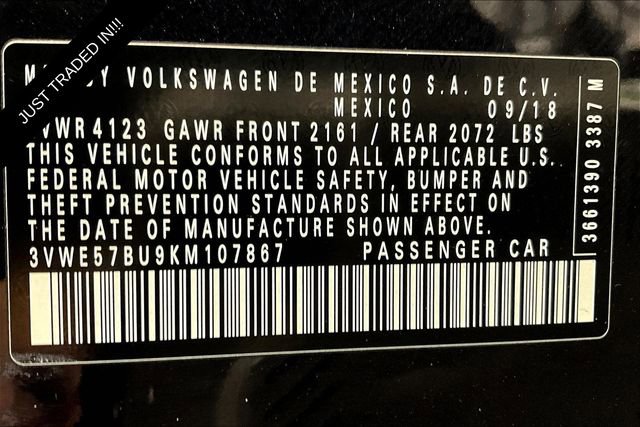 JUST TRADED IN!!!
VOLKSWAGEN DE MEXICO S.A. DE C.V.
MEXICO 09/18
4123 GAWR FRONT 2161 / REAR 2072 LBS
THIS VEHICLE CONFORMS TO ALL APPLICABLE U.S.
FEDERAL MOTOR VEHICLE SAFETY, BUMPER AND
THEFT PREVENTION STANDARDS IN EFFECT ON
THE DATE OF MANUFACTURE SHOWN ABOVE.
3VWE57BU9KM107867 PASSENGER CAR
3661390 3387 M